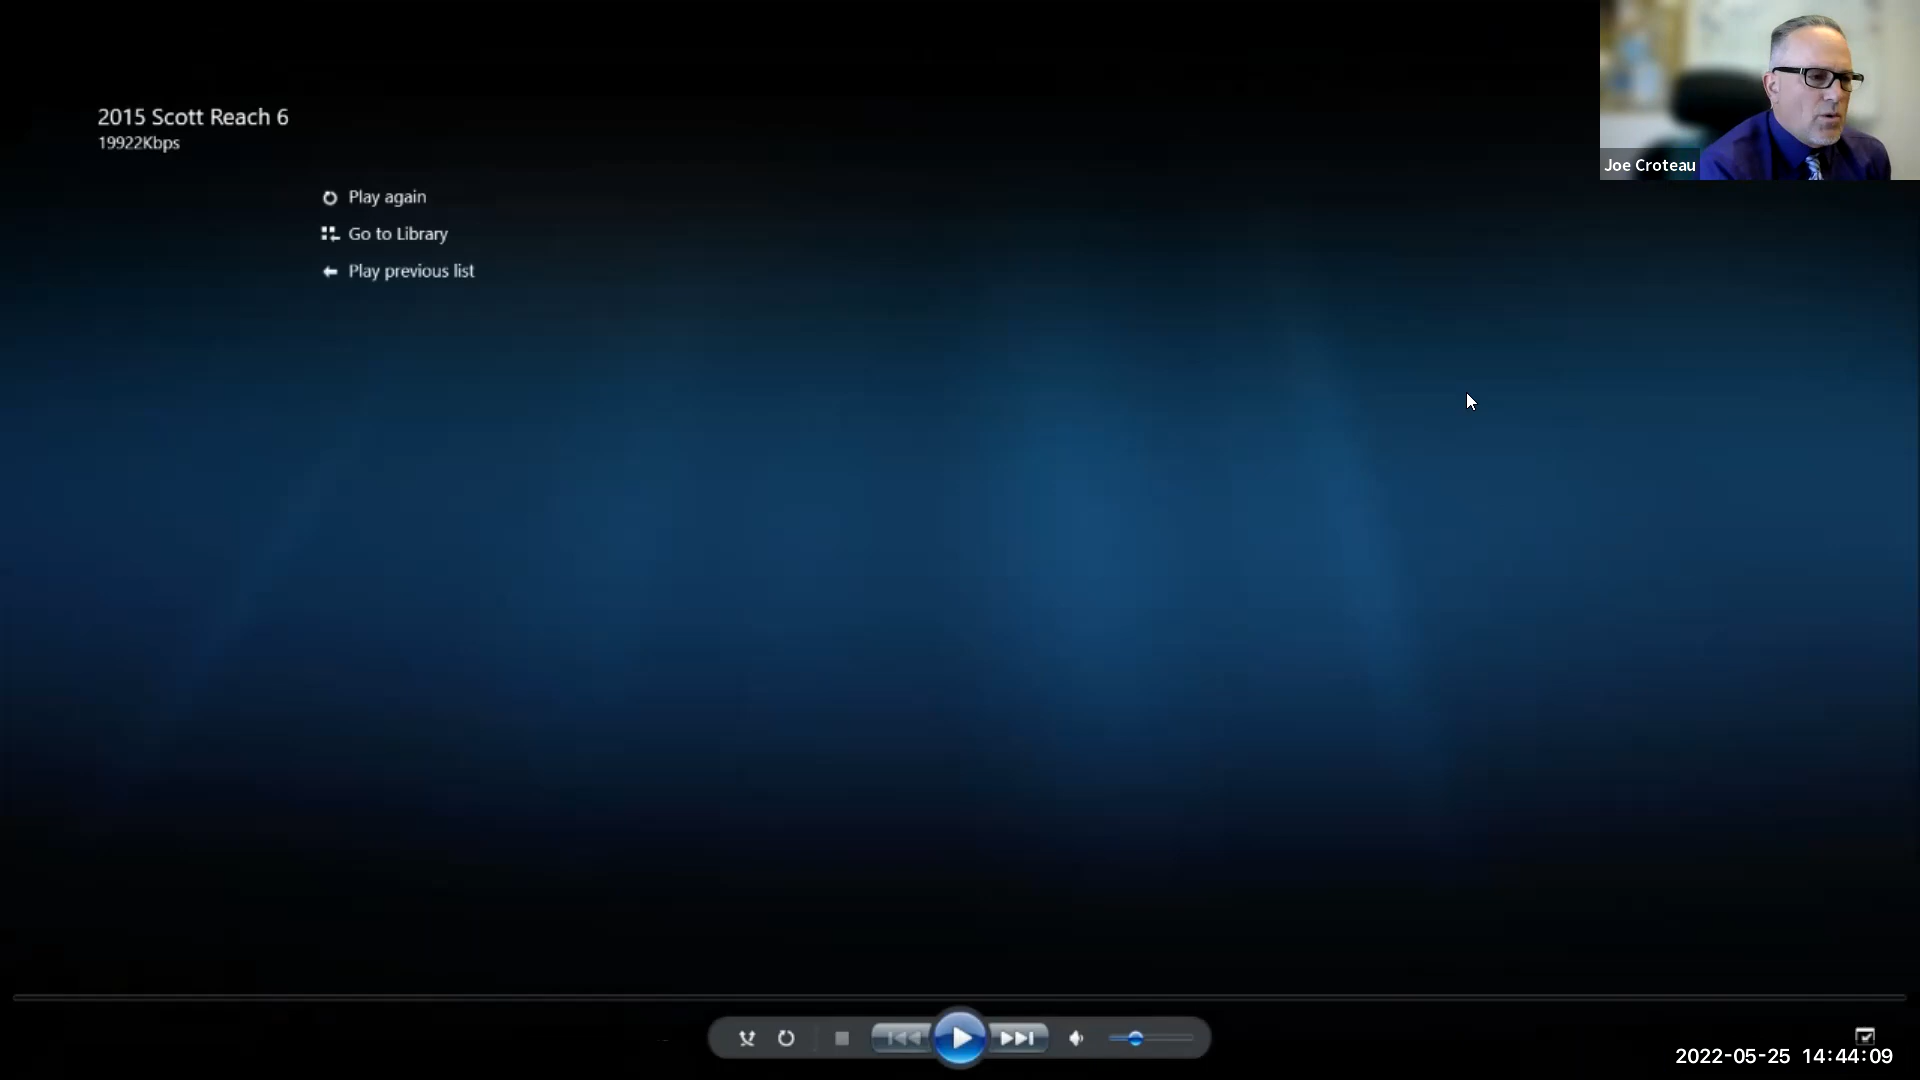 2015 Scott Reach 6
19922Kbps
Play again
Go to Library
Play previous list
Joe Croteau
2022-05-25 14:44:09